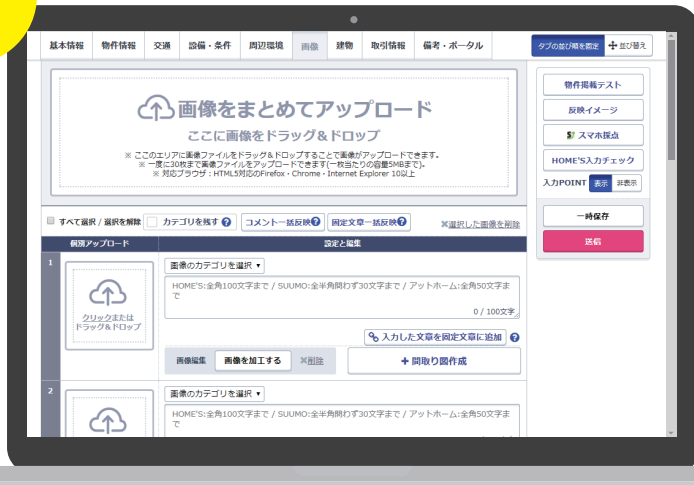 基本情報 物件情報 交通 設備・条件 周辺環境 画像 建物 取引情報 備考・ポータル
タブの並び順を固定 並び替え
画像をまとめてアップロード
ここに画像をドラッグ&ドロップ
※ ここのエリアに画像ファイルをドラッグ&ドロップすることで画像がアップロードできます。
※ 一度に30枚まで画像ファイルをアップロードできます(一枚当たりの容量5MBまで)。
※ 対応ブラウザ:HTML5対応のFirefox・Chrome・Internet Explorer 10以上
すべて選択 / 選択を解除 カテゴリを残す ? コメント一括反映? 固定文章一括反映? ※選択した画像を削除
個別アップロード 設定と編集
1
クリックまたは
ドラッグ&ドロップ
画像のカテゴリを選択
HOME'S:全角100文字まで / SUUMO:全半角問わず30文字まで / アットホーム:全角50文字ま
で
0 / 100文字
入力した文章を固定文章に追加 ?
画像編集 画像を加工する ※削除 + 間取り図作成
2
画像のカテゴリを選択
HOME'S:全角100文字まで / SUUMO:全半角問わず30文字まで / アットホーム:全角50文字ま
で
物件掲載テスト
反映イメージ
スマホ採点
HOME'S入力チェック
入力POINT 表示 非表示
一時保存
送信